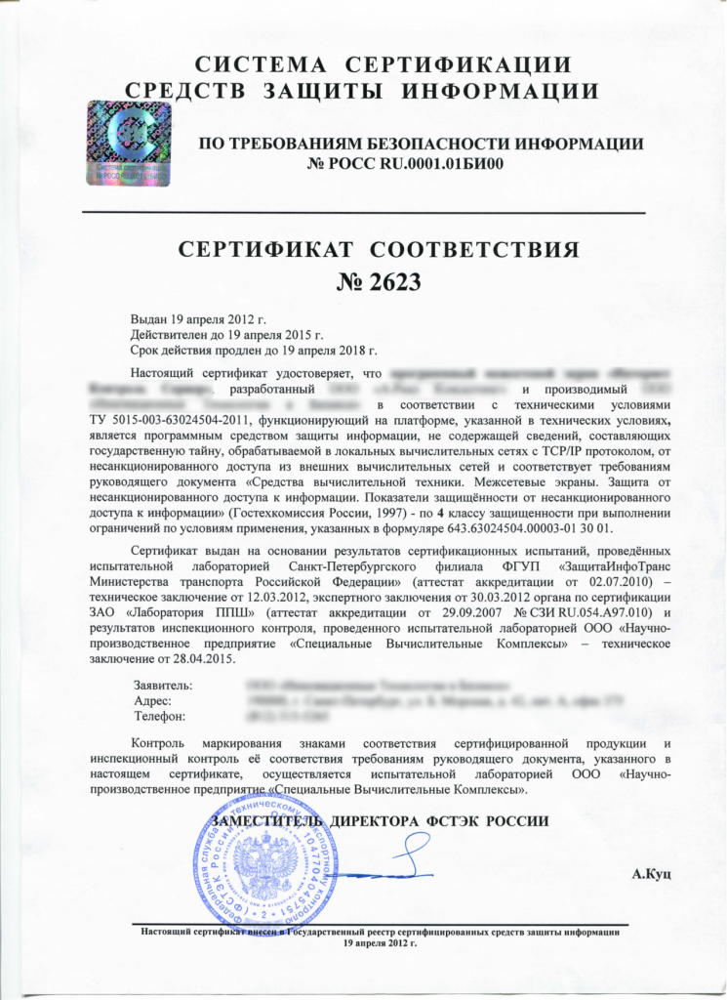 СИСТЕМА СЕРТИФИКАЦИИ
СРЕДСТВ ЗАЩИТЫ ИНФОРМАЦИИ
ПО ТРЕБОВАНИЯМ БЕЗОПАСНОСТИ ИНФОРМАЦИИ
№ РОСС RU.0001.01БИ00
СЕРТИФИКАТ СООТВЕТСТВИЯ
№ 2623
Выдан 19 апреля 2012 г.
Действителен до 19 апреля 2015 г.
Срок действия продлен до 19 апреля 2018 г.
Настоящий сертификат удостоверяет, что
разработанный и производимый
в соответствии с техническими условиями
ТУ 5015-003-63024504-2011, функционирующий на платформе, указанной в технических условиях,
является программным средством защиты информации, не содержащей сведений, составляющих
государственную тайну, обрабатываемой в локальных вычислительных сетях с TCP/IP протоколом, от
несанкционированного доступа из внешних вычислительных сетей и соответствует требованиям
руководящего документа «Средства вычислительной техники. Межсетевые экраны. Защита от
несанкционированного доступа к информации. Показатели защищённости от несанкционированного
доступа к информации» (Гостехкомиссия России, 1997) - по 4 классу защищенности при выполнении
ограничений по условиям применения, указанных в формуляре 643.63024504.00003-01 30 01.
Сертификат выдан на основании результатов сертификационных испытаний, проведённых
испытательной лабораторией Санкт-Петербургского филиала ФГУП «ЗащитаИнфоТранс
Министерства транспорта Российской Федерации» (аттестат аккредитации от 02.07.2010) –
техническое заключение от 12.03.2012, экспертного заключения от 30.03.2012 органа по сертификации
ЗАО «Лаборатория ППШ» (аттестат аккредитации от 29.09.2007 № СЗИ RU.054.А97.010) и
результатов инспекционного контроля, проведенного испытательной лабораторией ООО «Научно-
производственное предприятие «Специальные Вычислительные Комплексы» – техническое
заключение от 28.04.2015.
Заявитель:
Адрес:
Телефон:
Контроль маркирования знаками соответствия сертифицированной продукции и
инспекционный контроль её соответствия требованиям руководящего документа, указанного в
настоящем сертификате, осуществляется испытательной лабораторией ООО «Научно-
производственное предприятие «Специальные Вычислительные Комплексы».
ЗАМЕСТИТЕЛЬ ДИРЕКТОРА ФСТЭК РОССИИ
А.Куц
Настоящий сертификат внесен в Государственный реестр сертифицированных средств защиты информации
19 апреля 2012 г.